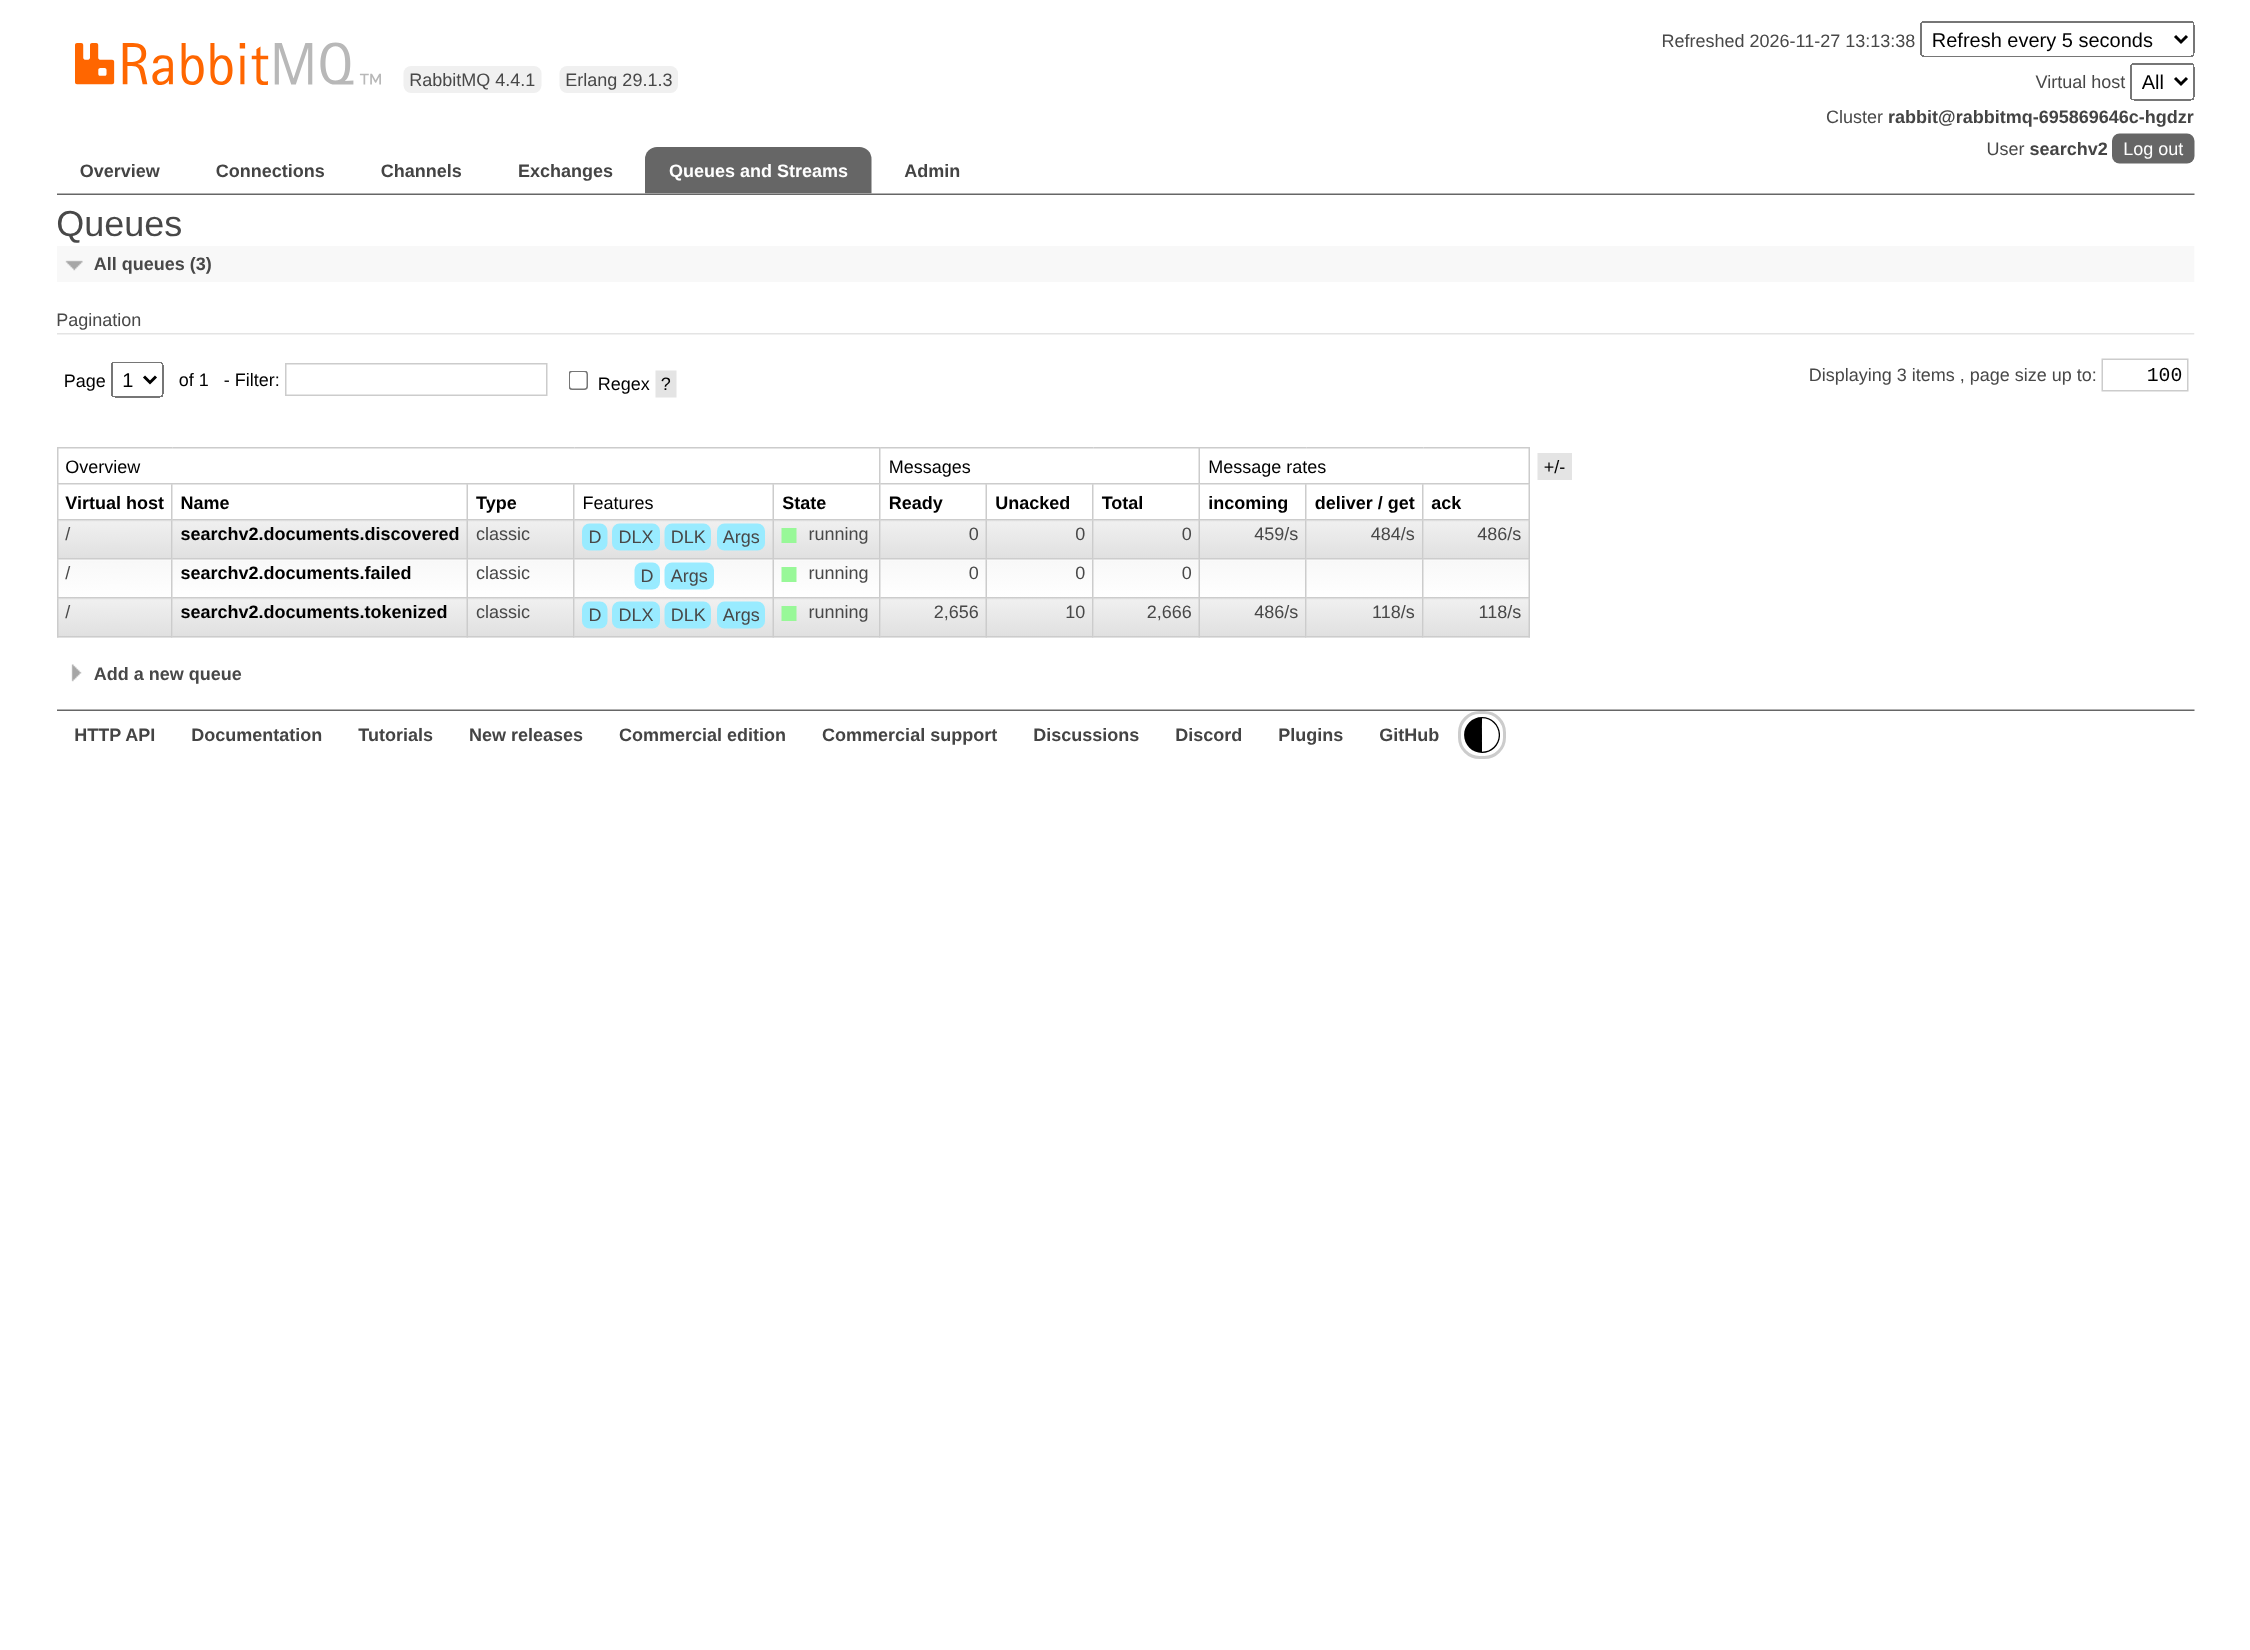 RabbitMQ TM RabbitMQ 4.4.1 Erlang 29.1.3
Refreshed 2026-11-27 13:13:38 Refresh every 5 seconds
Virtual host All
Cluster rabbit@rabbitmq-695869646c-hgdzr
User searchv2 Log out
Overview Connections Channels Exchanges Queues and Streams Admin
Queues
All queues (3)
Pagination
Page 1 of 1 - Filter: Regex ? Displaying 3 items , page size up to: 100
Overview Messages Message rates +/-
Virtual host Name Type Features State Ready Unacked Total incoming deliver / get ack
/ searchv2.documents.discovered classic D DLX DLK Args running 0 0 0 459/s 484/s 486/s
/ searchv2.documents.failed classic D Args running 0 0 0
/ searchv2.documents.tokenized classic D DLX DLK Args running 2,656 10 2,666 486/s 118/s 118/s
Add a new queue
HTTP API Documentation Tutorials New releases Commercial edition Commercial support Discussions Discord Plugins GitHub